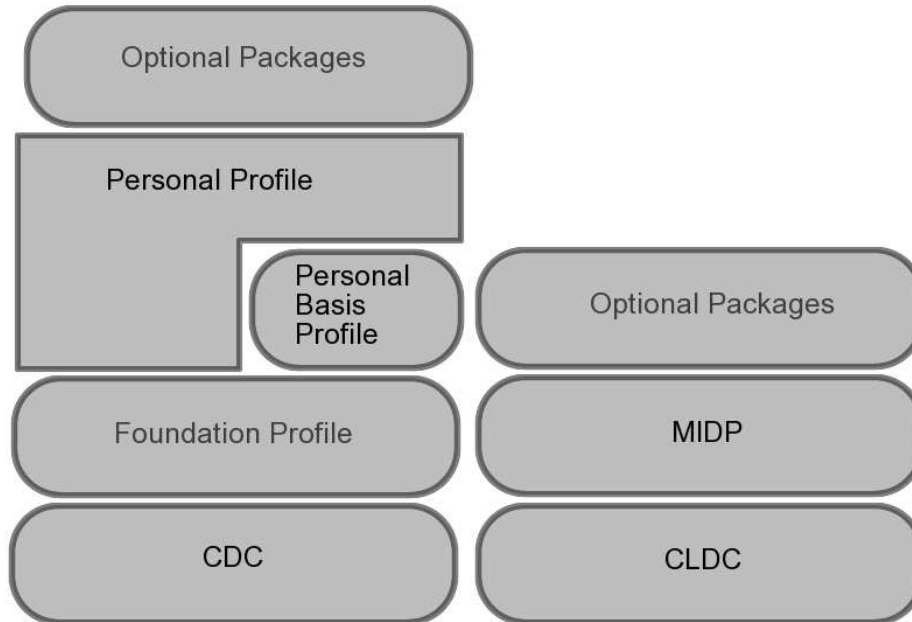 Optional Packages
Personal Profile
Personal
Basis
Profile
Optional Packages
Foundation Profile
MIDP
CDC
CLDC